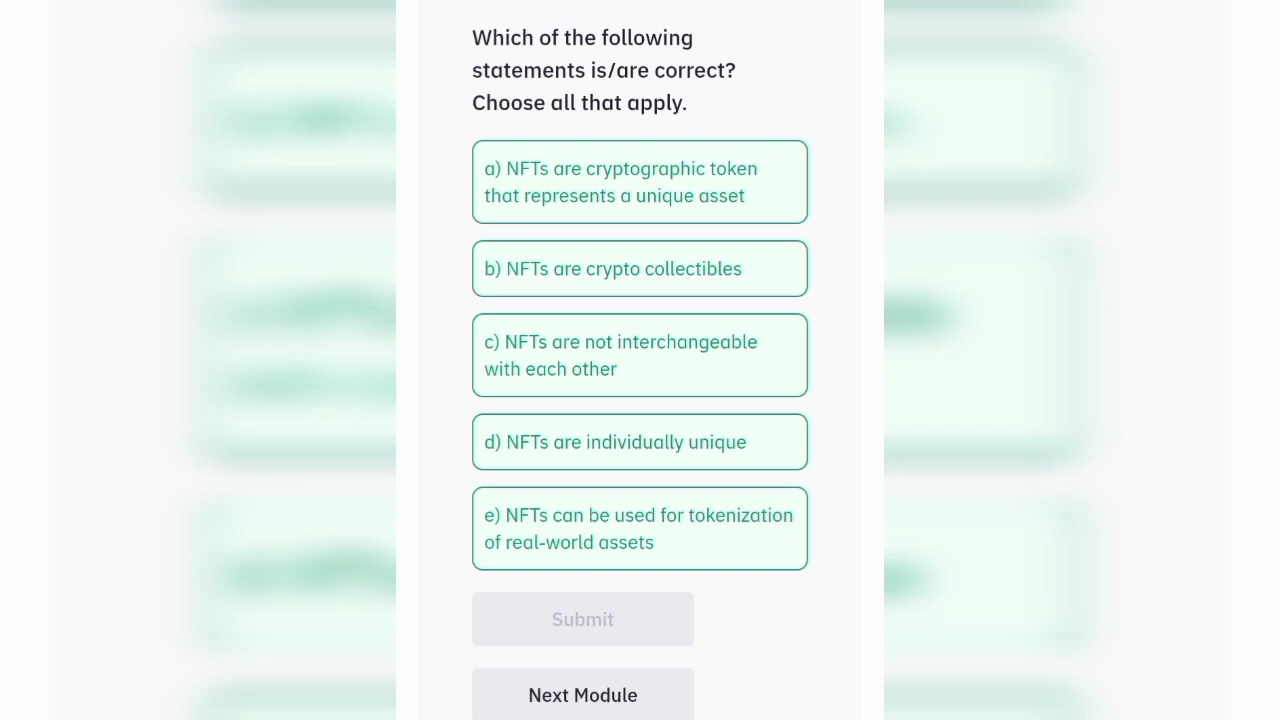 Which of the following
statements is/are correct?
Choose all that apply.
a) NFTs are cryptographic token
that represents a unique asset
b) NFTs are crypto collectibles
c) NFTs are not interchangeable
with each other
d) NFTs are individually unique
e) NFTs can be used for tokenization
of real-world assets
Submit
Next Module